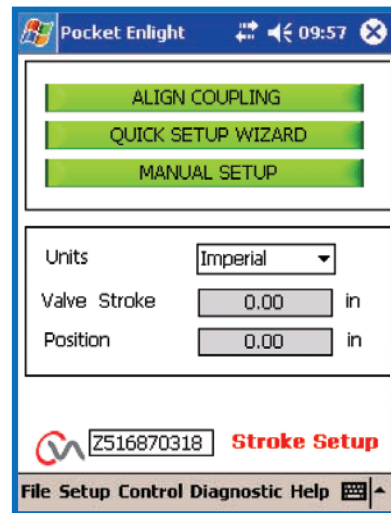 Pocket Enlight 09:57
ALIGN COUPLING
QUICK SETUP WIZARD
MANUAL SETUP
Units Imperial
Valve Stroke 0.00 in
Position 0.00 in
Z516870318 Stroke Setup
File Setup Control Diagnostic Help